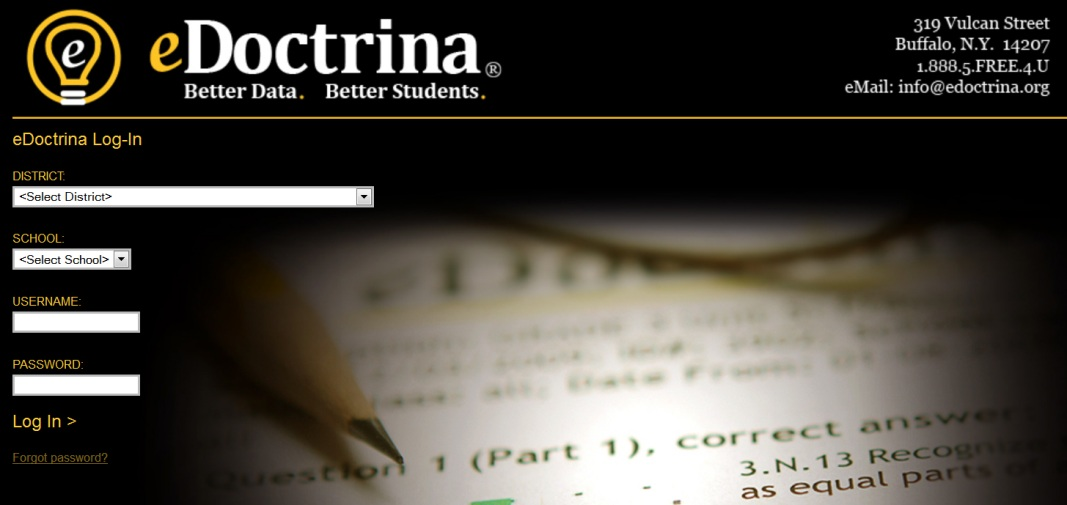 e
eDoctrina®
Better Data. Better Students.
319 Vulcan Street
Buffalo, N.Y. 14207
1.888.5.FREE.4.U
eMail: info@edoctrina.org
eDoctrina Log-In
DISTRICT:
<Select District>
SCHOOL:
<Select School>
USERNAME:
PASSWORD:
Log In >
Forgot password?
Date From:
Question 1 (Part 1), correct answer
3.N.13 Recognize
as equal parts